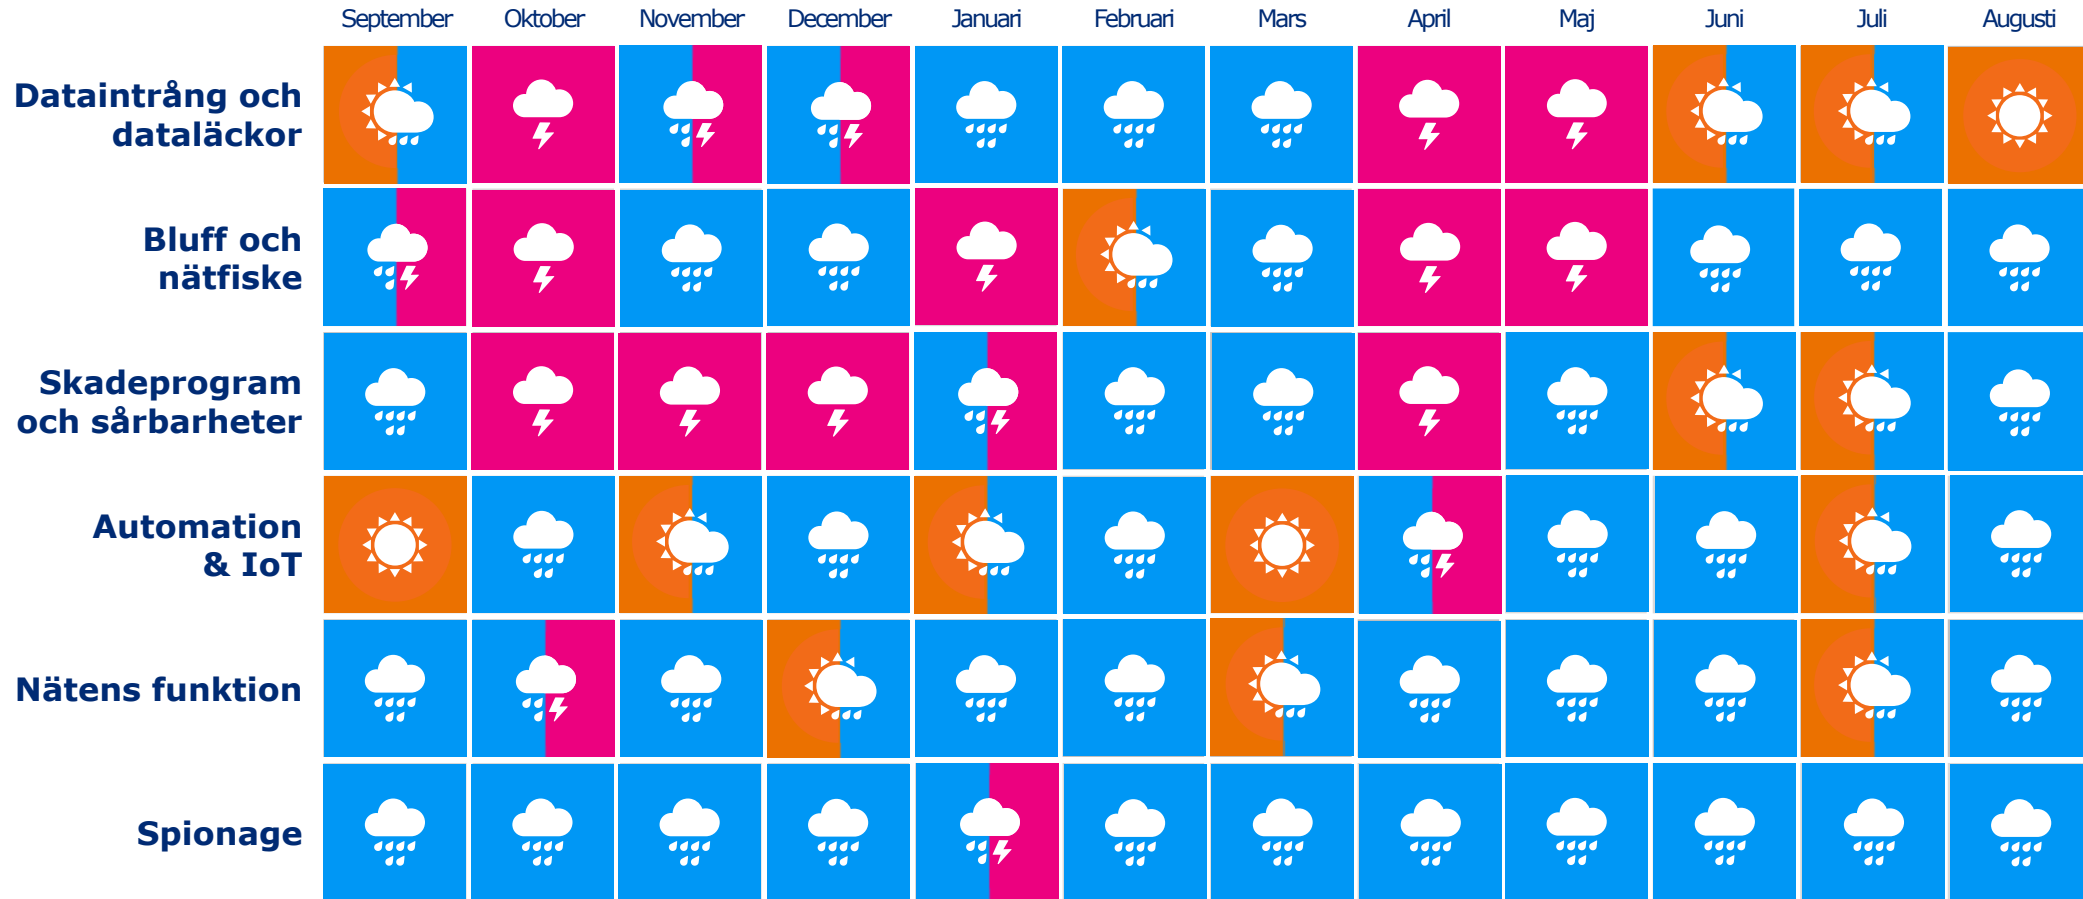 September Oktober November December Januari Februari Mars April Maj Juni Juli Augusti
Dataintrång och
dataläckor
Bluff och
nätfiske
Skadeprogram
och sårbarheter
Automation
& IoT
Nätens funktion
Spionage